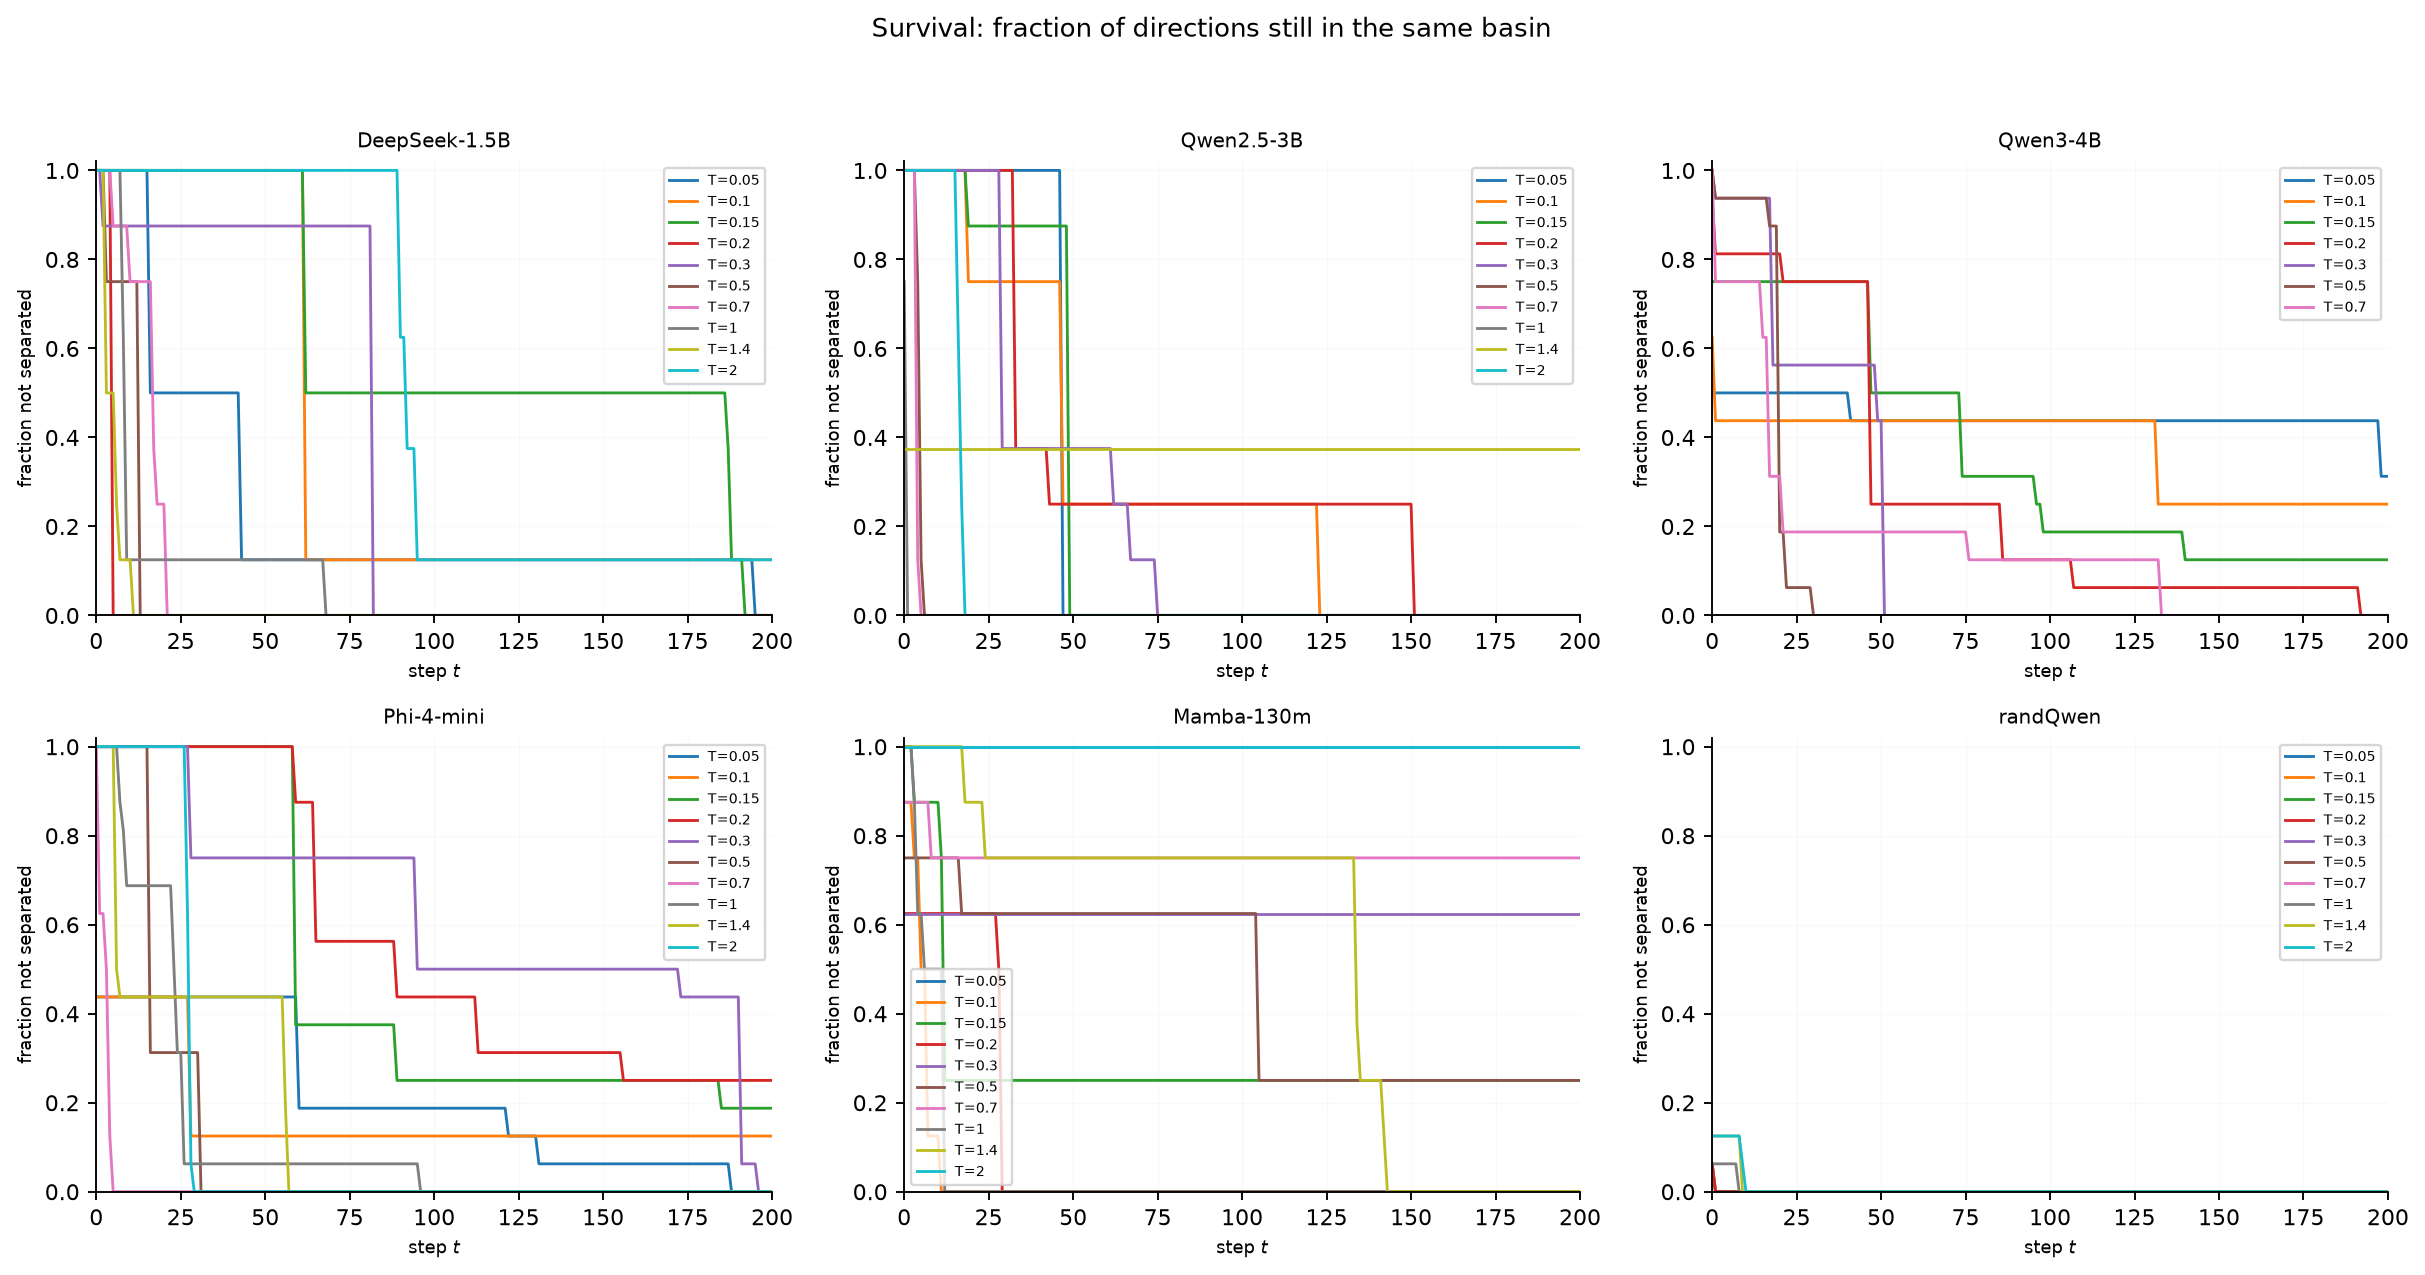 Survival: fraction of directions still in the same basin
DeepSeek-1.5B
fraction not separated
1.0
0.8
0.6
0.4
0.2
0.0
0 25 50 75 100 125 150 175 200
step t
T=0.05
T=0.1
T=0.15
T=0.2
T=0.3
T=0.5
T=0.7
T=1
T=1.4
T=2
Qwen2.5-3B
fraction not separated
1.0
0.8
0.6
0.4
0.2
0.0
0 25 50 75 100 125 150 175 200
step t
T=0.05
T=0.1
T=0.15
T=0.2
T=0.3
T=0.5
T=0.7
T=1
T=1.4
T=2
Qwen3-4B
fraction not separated
1.0
0.8
0.6
0.4
0.2
0.0
0 25 50 75 100 125 150 175 200
step t
T=0.05
T=0.1
T=0.15
T=0.2
T=0.3
T=0.5
T=0.7
Phi-4-mini
fraction not separated
1.0
0.8
0.6
0.4
0.2
0.0
0 25 50 75 100 125 150 175 200
step t
T=0.05
T=0.1
T=0.15
T=0.2
T=0.3
T=0.5
T=0.7
T=1
T=1.4
T=2
Mamba-130m
fraction not separated
1.0
0.8
0.6
0.4
0.2
0.0
0 25 50 75 100 125 150 175 200
step t
T=0.05
T=0.1
T=0.15
T=0.2
T=0.3
T=0.5
T=0.7
T=1
T=1.4
T=2
randQwen
fraction not separated
1.0
0.8
0.6
0.4
0.2
0.0
0 25 50 75 100 125 150 175 200
step t
T=0.05
T=0.1
T=0.15
T=0.2
T=0.3
T=0.5
T=0.7
T=1
T=1.4
T=2